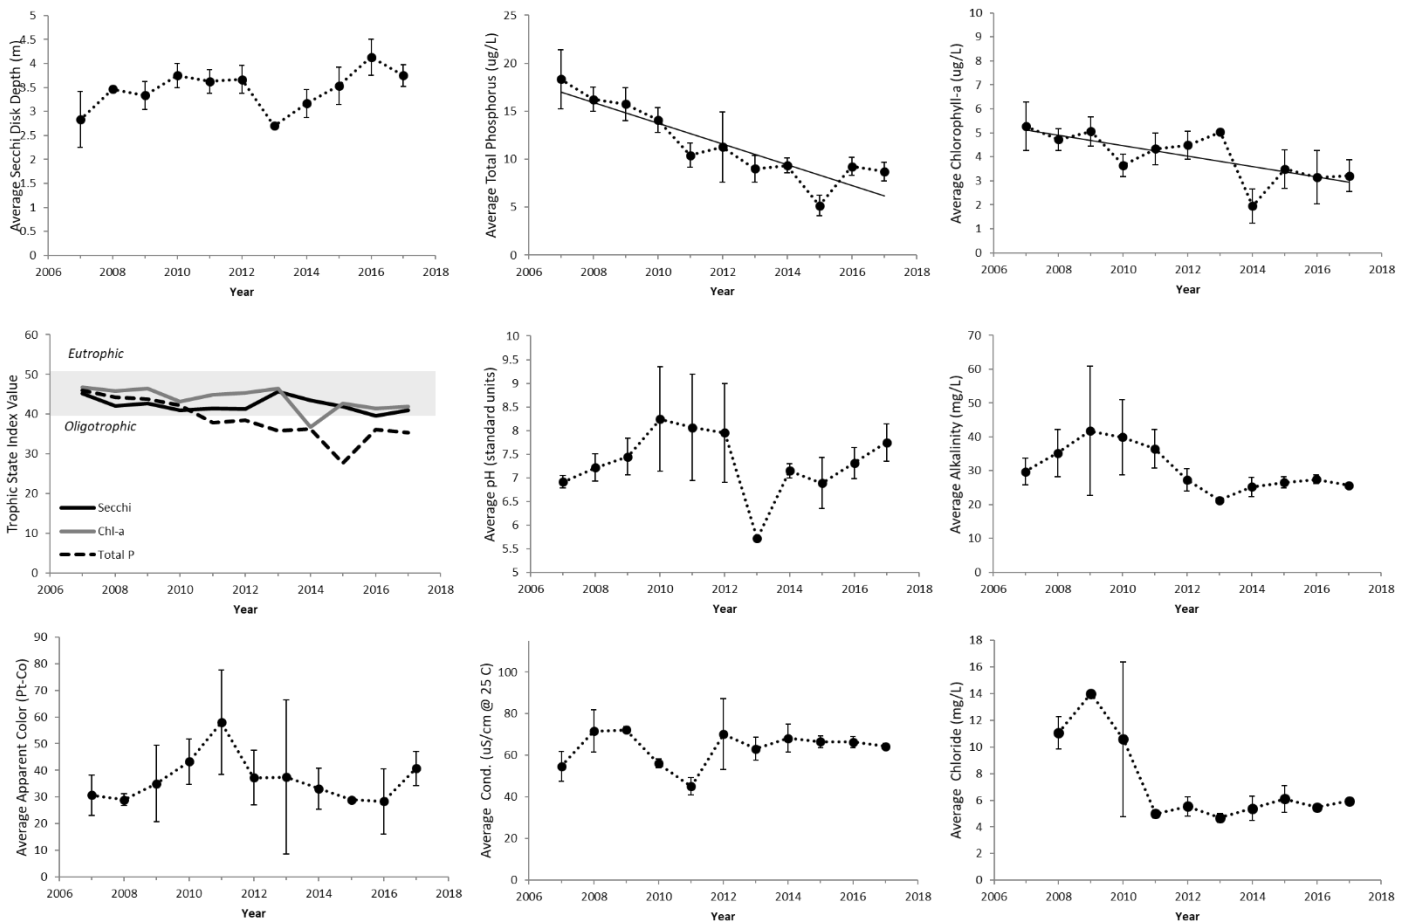 Average Secchi Disk Depth (m)
5
4.5
4
3.5
3
2.5
2
1.5
1
0.5
0
2006 2008 2010 2012 2014 2016 2018
Year
Average Total Phosphorus (ug/L)
25
20
15
10
5
0
2006 2008 2010 2012 2014 2016 2018
Year
Average Chlorophyll-a (ug/L)
10
9
8
7
6
5
4
3
2
1
0
2006 2008 2010 2012 2014 2016 2018
Year
Trophic State Index Value
60
50
40
30
20
10
0
Eutrophic
Oligotrophic
Secchi
Chl-a
Total P
2006 2008 2010 2012 2014 2016 2018
Year
Average pH (standard units)
10
9.5
9
8.5
8
7.5
7
6.5
6
5.5
5
2006 2008 2010 2012 2014 2016 2018
Year
Average Alkalinity (mg/L)
70
60
50
40
30
20
10
0
2006 2008 2010 2012 2014 2016 2018
Year
Average Apparent Color (Pt-Co)
90
80
70
60
50
40
30
20
10
0
2006 2008 2010 2012 2014 2016 2018
Year
Average Cond. (uS/cm @ 25 C)
100
80
60
40
20
0
2006 2008 2010 2012 2014 2016 2018
Year
Average Chloride (mg/L)
18
16
14
12
10
8
6
4
2
0
2006 2008 2010 2012 2014 2016 2018
Year